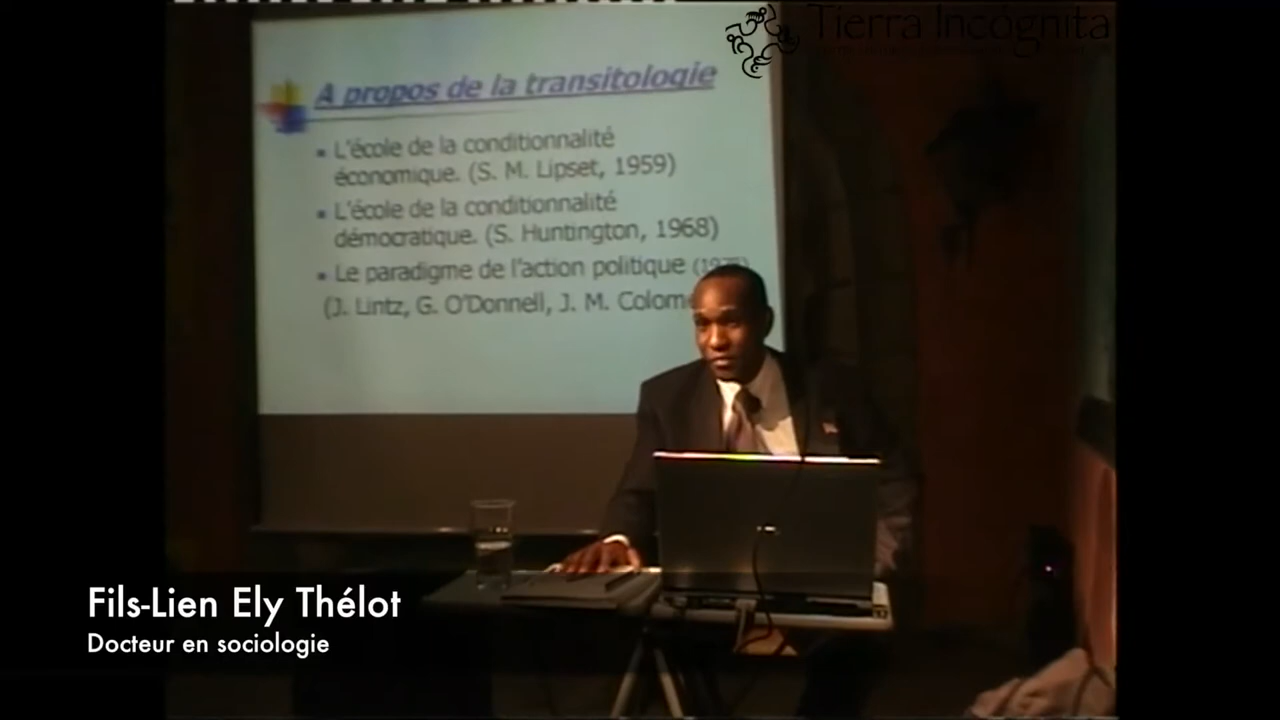 Tierra Incógnita
A propos de la transitologie
L'école de la conditionnalité
économique. (S. M. Lipset, 1959)
L'école de la conditionnalité
démocratique. (S. Huntington, 1968)
Le paradigme de l'action politique
(J. Lintz, G. O'Donnell, J. M. Colom
Fils-Lien Ely Thélot
Docteur en sociologie